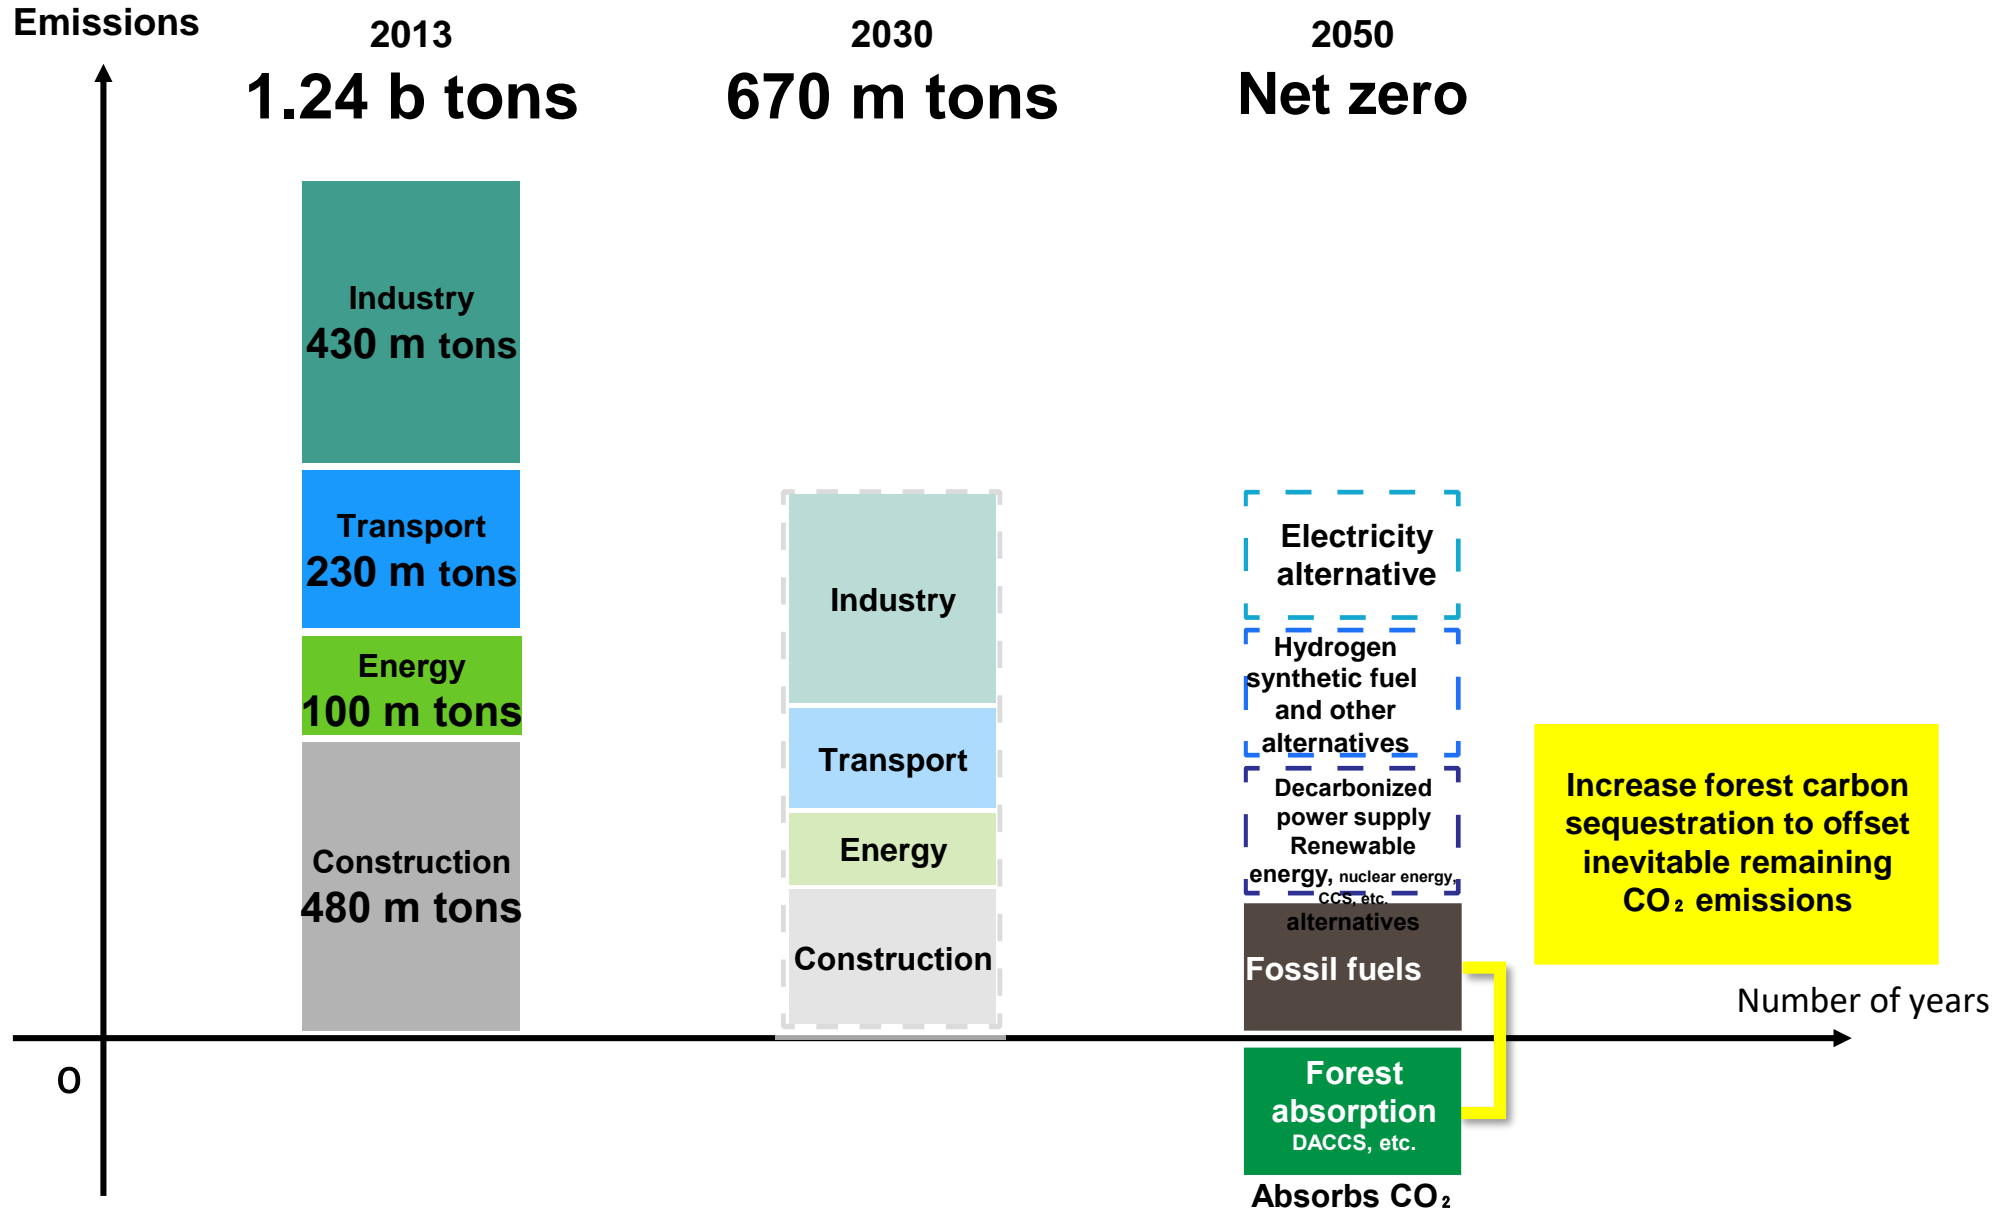 Emissions
2013
1.24 b tons
2030
670 m tons
2050
Net zero
Industry
430 m tons
Transport
230 m tons
Energy
100 m tons
Construction
480 m tons
Industry
Transport
Energy
Construction
Electricity
alternative
Hydrogen
synthetic fuel
and other
alternatives
Decarbonized
power supply
Renewable
energy, nuclear energy,
CCS, etc.
alternatives
Fossil fuels
Forest
absorption
DACCS, etc.
Absorbs CO₂
Increase forest carbon
sequestration to offset
inevitable remaining
CO₂ emissions
Number of years
O